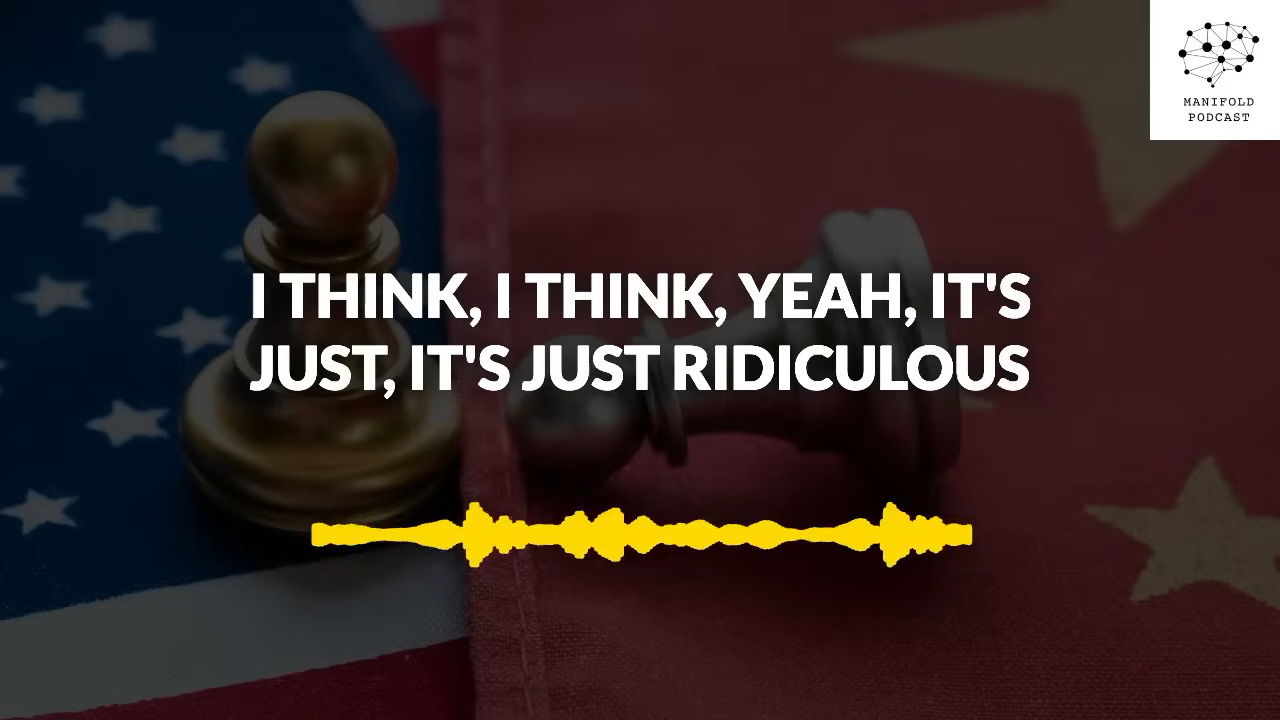 MANIFOLD
PODCAST
I THINK, I THINK, YEAH, IT'S
JUST, IT'S JUST RIDICULOUS